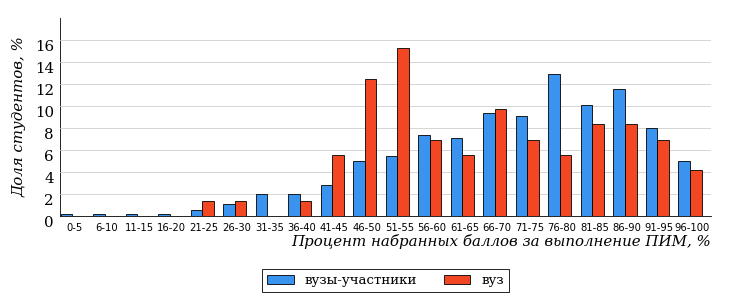 Доля студентов, %
16
14
12
10
8
6
4
2
0
0-5 6-10 11-15 16-20 21-25 26-30 31-35 36-40 41-45 46-50 51-55 56-60 61-65 66-70 71-75 76-80 81-85 86-90 91-95 96-100
Процент набранных баллов за выполнение ПИМ, %
вузы-участники вуз